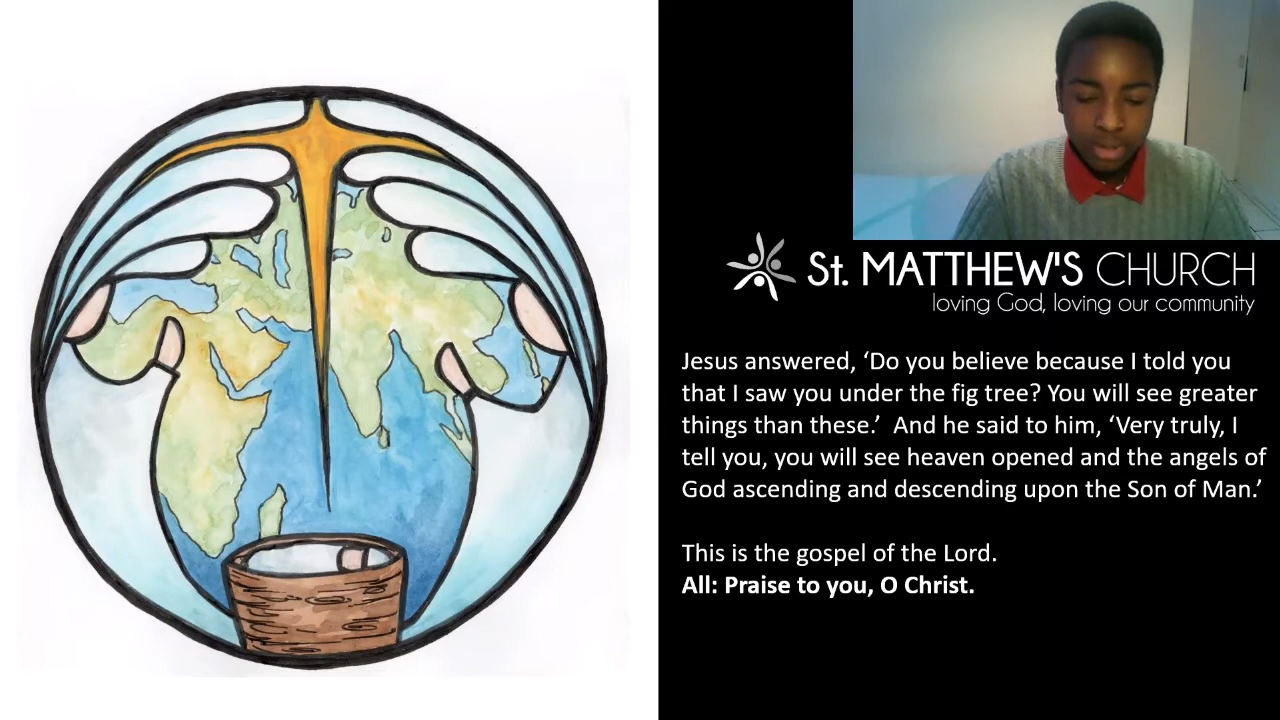 St. MATTHEW'S CHURCH
loving God, loving our community
Jesus answered, ‘Do you believe because I told you
that I saw you under the fig tree? You will see greater
things than these.’  And he said to him, ‘Very truly, I
tell you, you will see heaven opened and the angels of
God ascending and descending upon the Son of Man.’
This is the gospel of the Lord.
All: Praise to you, O Christ.